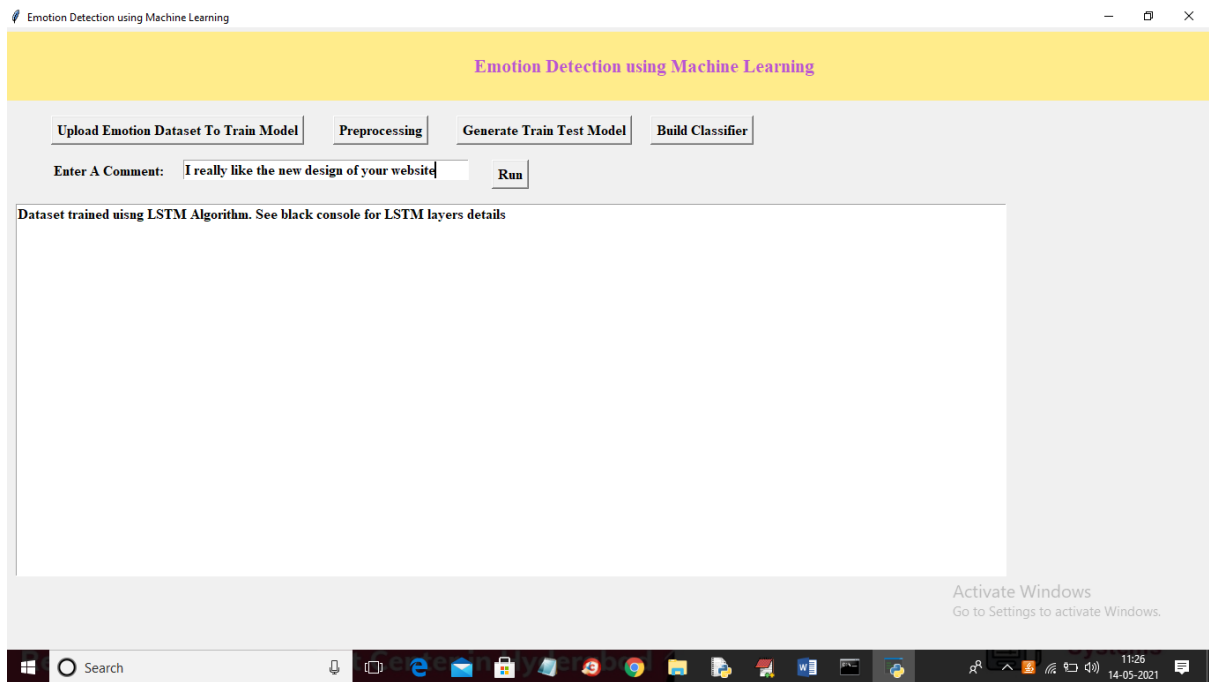 Emotion Detection using Machine Learning
Emotion Detection using Machine Learning
Upload Emotion Dataset To Train Model Preprocessing Generate Train Test Model Build Classifier
Enter A Comment: I really like the new design of your website Run
Dataset trained uisng LSTM Algorithm. See black console for LSTM layers details
Activate Windows
Go to Settings to activate Windows.
Search
11:26
14-05-2021